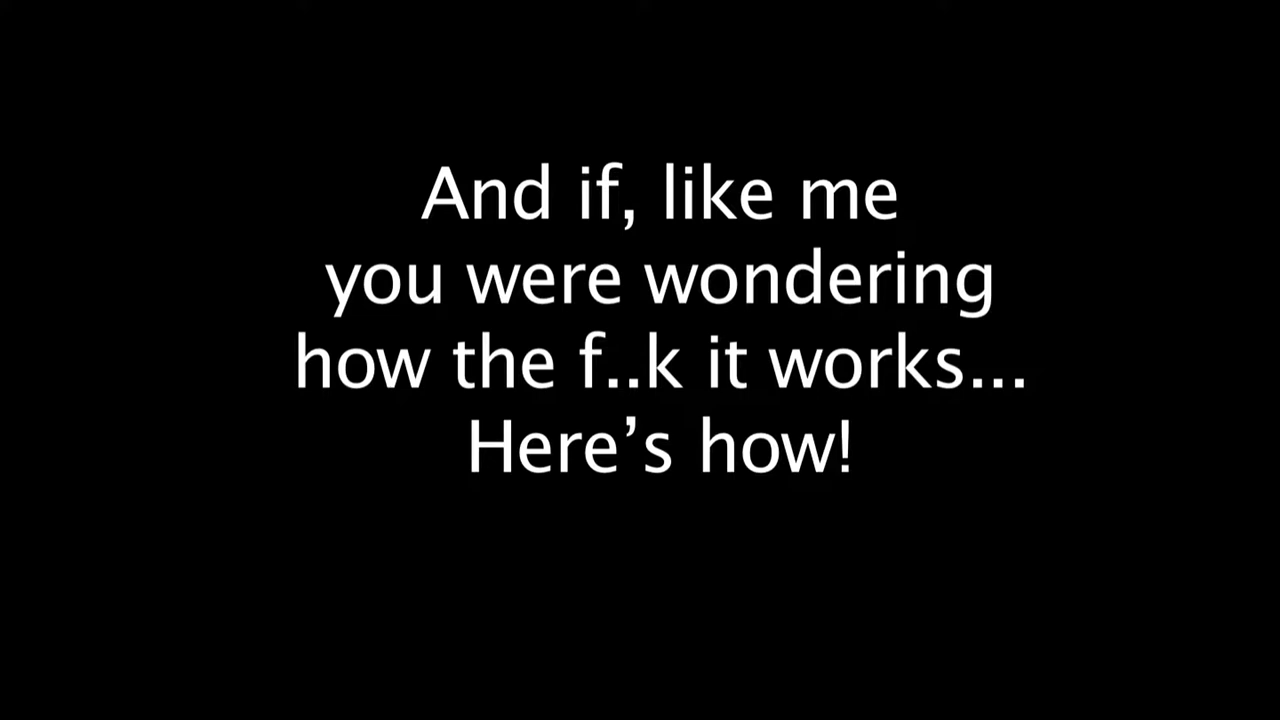 And if, like me
you were wondering
how the f..k it works...
Here’s how!